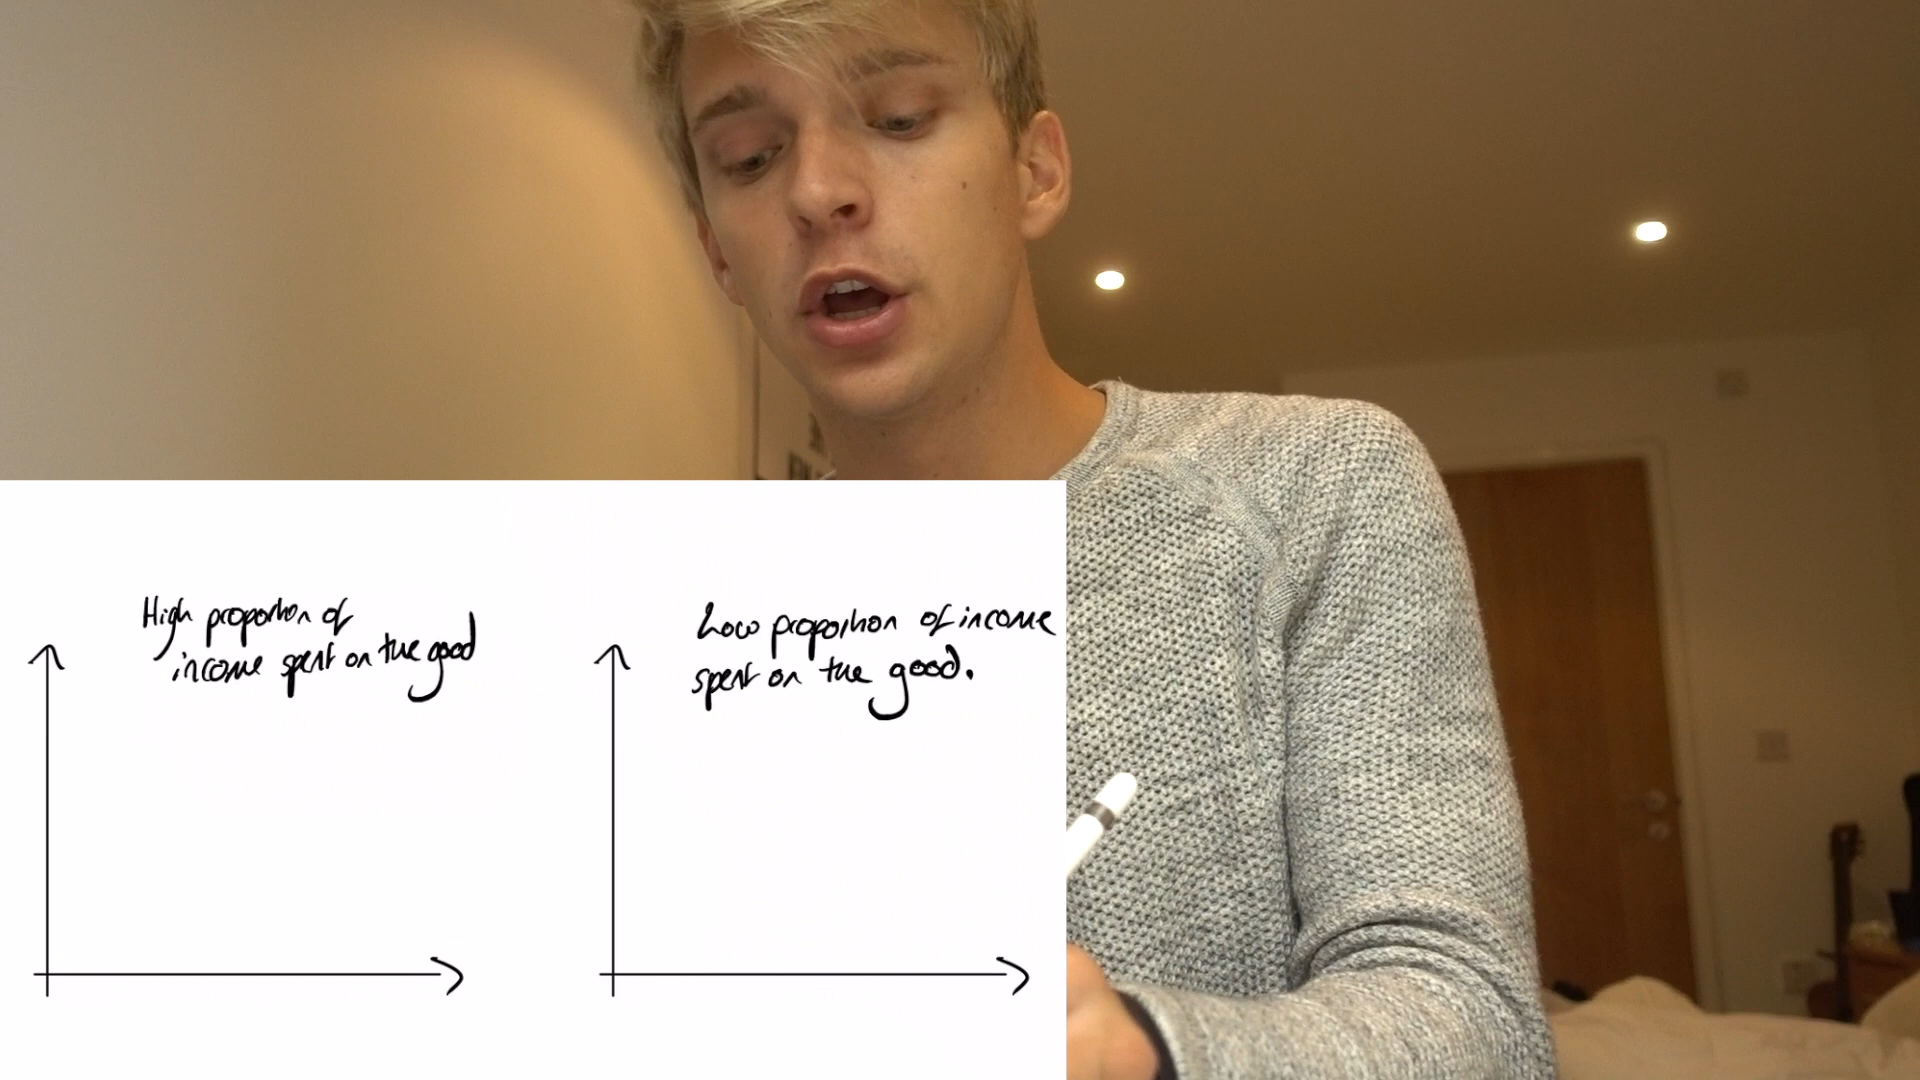 High proportion of
income spent on the good
Low proportion of income
spent on the good.